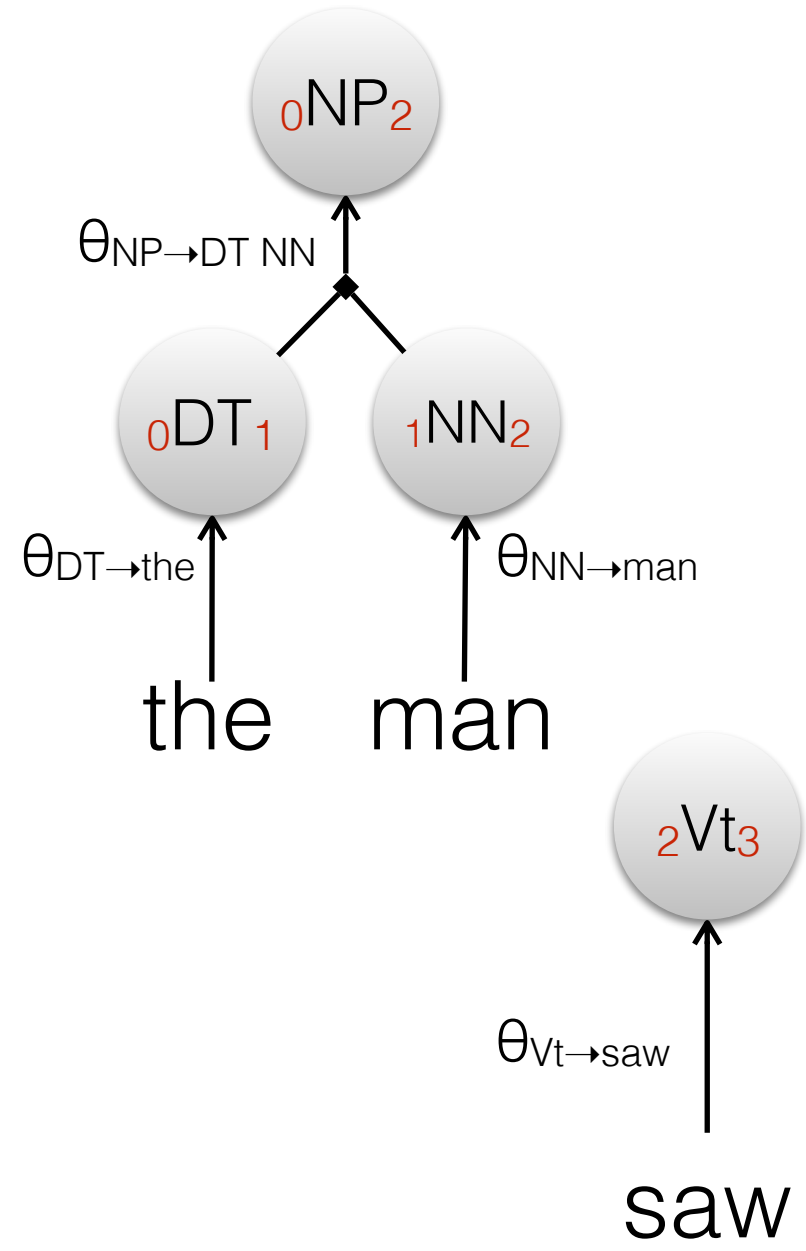 ₀NP₂
θNP→DT NN
₀DT₁ ₁NN₂
θDT→the θNN→man
the man
₂Vt₃
θVt→saw
saw